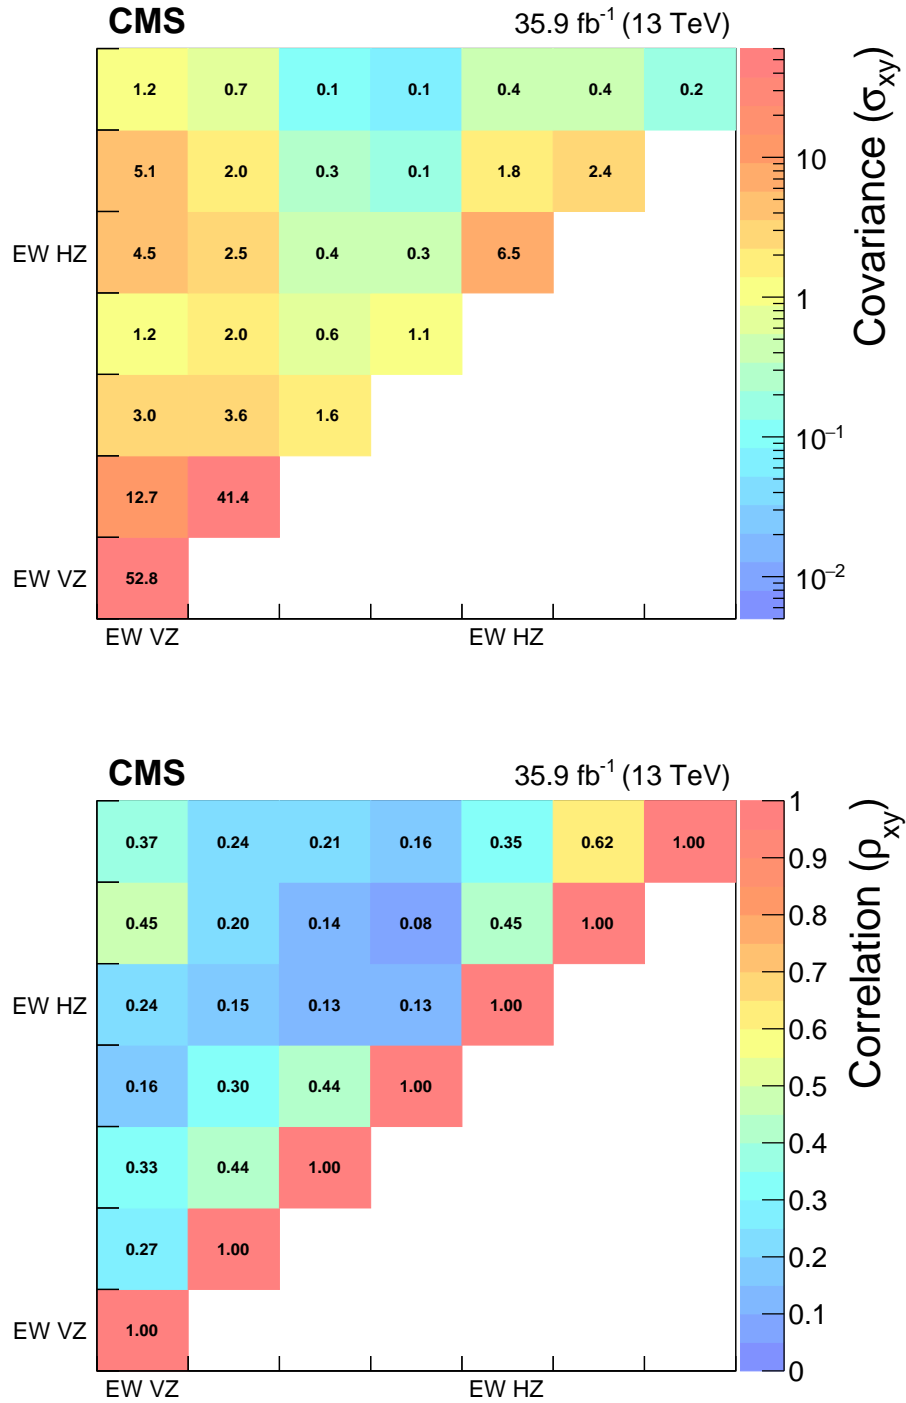 CMS 35.9 fb⁻¹ (13 TeV)
1.2 0.7 0.1 0.1 0.4 0.4 0.2
5.1 2.0 0.3 0.1 1.8 2.4
EW HZ 4.5 2.5 0.4 0.3 6.5
1.2 2.0 0.6 1.1
3.0 3.6 1.6
12.7 41.4
EW VZ 52.8
EW VZ EW HZ
10
1
10⁻¹
10⁻²
Covariance (σxy)
CMS 35.9 fb⁻¹ (13 TeV)
0.37 0.24 0.21 0.16 0.35 0.62 1.00
0.45 0.20 0.14 0.08 0.45 1.00
EW HZ 0.24 0.15 0.13 0.13 1.00
0.16 0.30 0.44 1.00
0.33 0.44 1.00
0.27 1.00
EW VZ 1.00
EW VZ EW HZ
1
0.9
0.8
0.7
0.6
0.5
0.4
0.3
0.2
0.1
0
Correlation (ρxy)